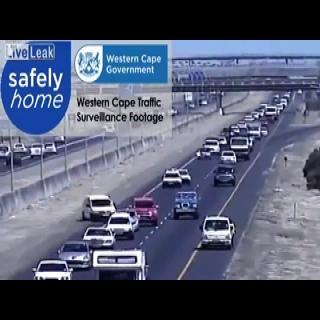 LiveLeak
safely
home
Western Cape
Government
Western Cape Traffic
Surveillance Footage